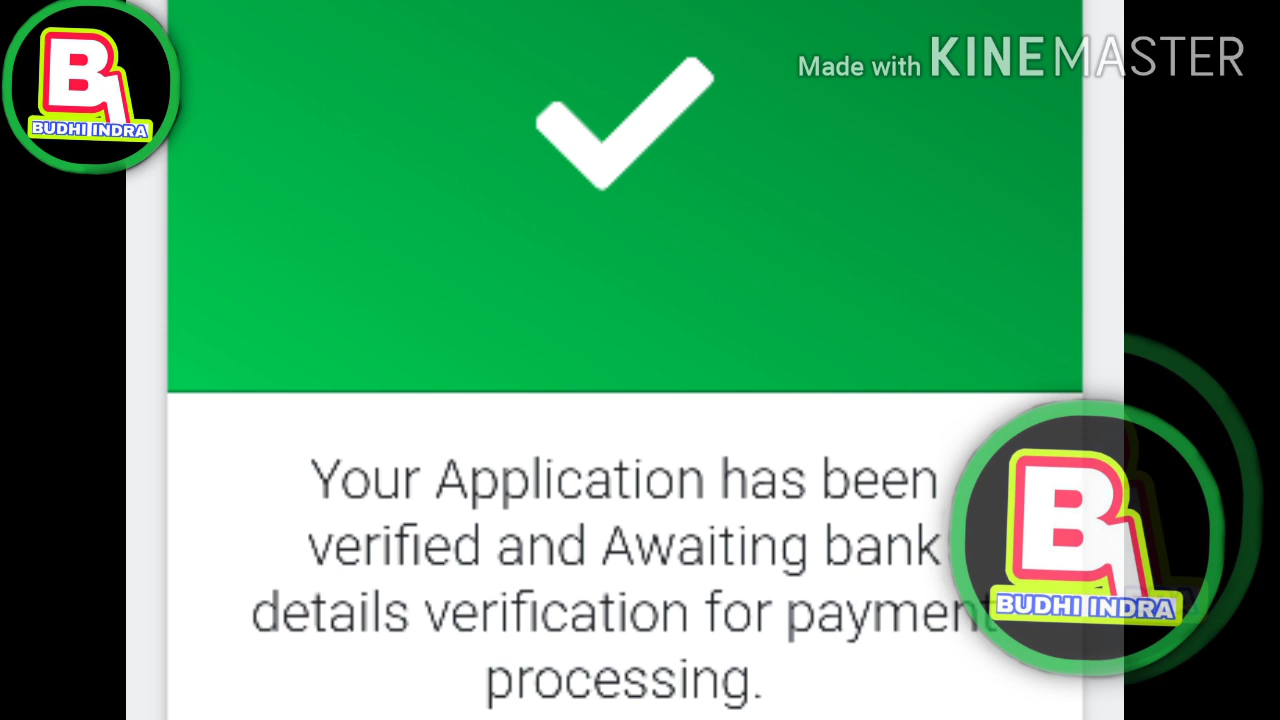 Made with KINEMASTER
BUDHI INDRA
Your Application has been
verified and Awaiting bank
details verification for payment
processing.
BUDHI INDRA